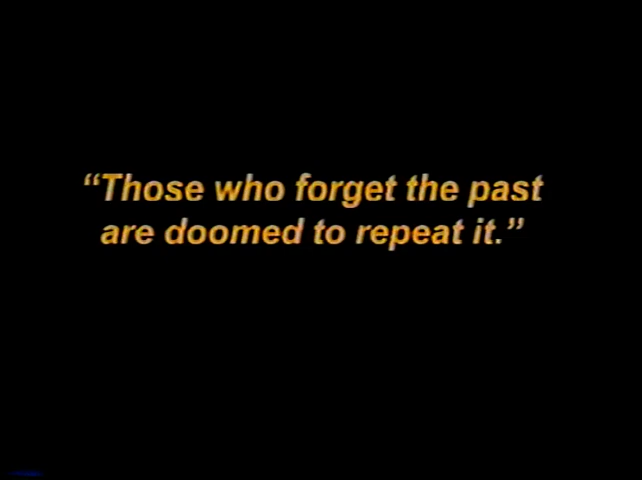 “Those who forget the past
are doomed to repeat it.”